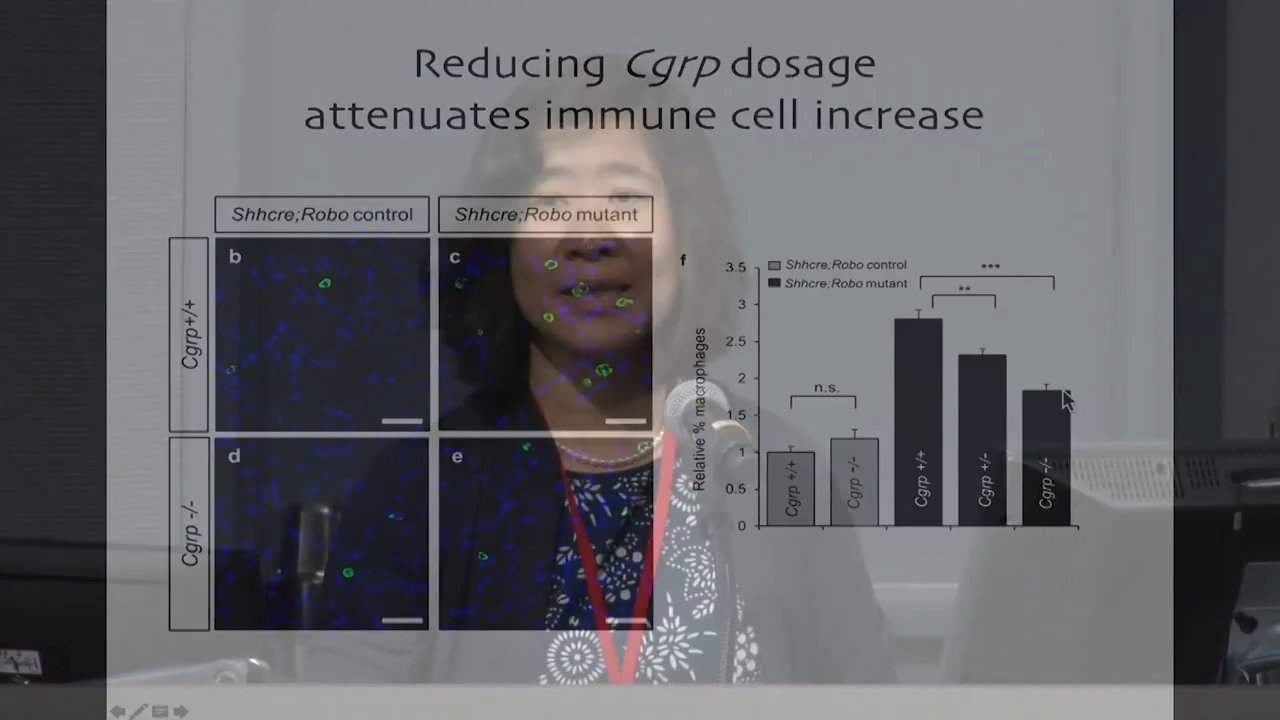 Reducing Cgrp dosage
attenuates immune cell increase
Shhcre;Robo control
Shhcre;Robo mutant
Cgrp+/+
b
c
Cgrp -/-
d
e
f
Shhcre;Robo control
Shhcre;Robo mutant
Relative % macrophages
3.5
3
2.5
2
1.5
1
0.5
0
n.s.
**
***
Cgrp +/+
Cgrp -/-
Cgrp +/+
Cgrp +/-
Cgrp -/-